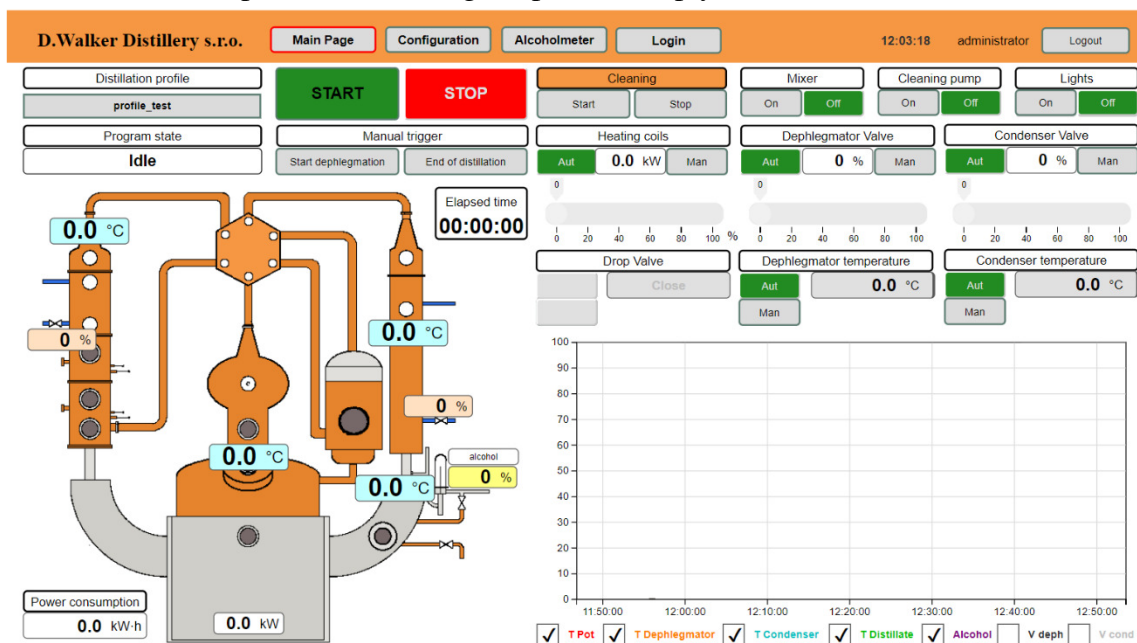 D.Walker Distillery s.r.o. Main Page Configuration Alcoholmeter Login 12:03:18 administrator Logout
Distillation profile START STOP Cleaning Mixer Cleaning pump Lights
profile_test Start Stop On Off On Off On Off
Program state Manual trigger Heating coils Dephlegmator Valve Condenser Valve
Idle Start dephlegmation End of distillation Aut 0.0 kW Man Aut 0 % Man Aut 0 % Man
0 0 0
Elapsed time
00:00:00
0.0 °C
0 20 40 60 80 100 % 0 20 40 60 80 100 0 20 40 60 80 100
Drop Valve Dephlegmator temperature Condenser temperature
Close Aut 0.0 °C Aut 0.0 °C
Man Man
0.0 °C
0 %
0 %
alcohol
0 %
0.0 °C
0.0 °C
100
90
80
70
60
50
40
30
20
10
0
11:50:00 12:00:00 12:10:00 12:20:00 12:30:00 12:40:00 12:50:00
Power consumption
0.0 kW·h
0.0 kW
T Pot T Dephlegmator T Condenser T Distillate Alcohol V deph V cond